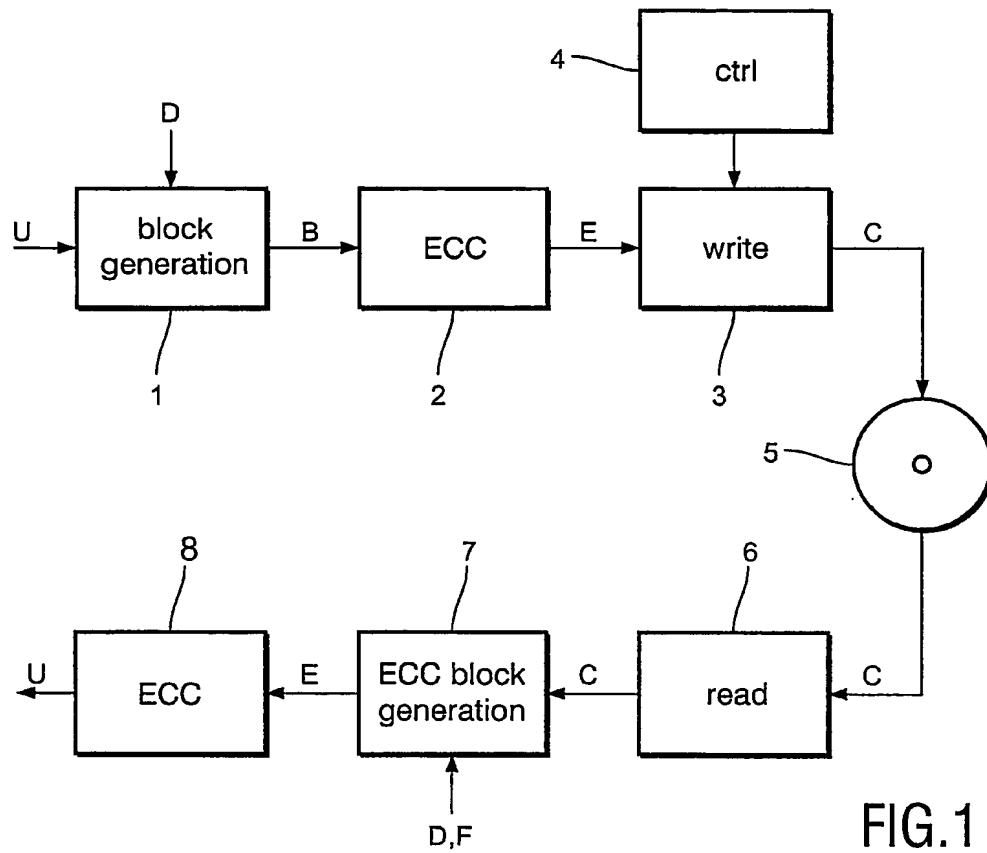 4
ctrl
D
U
block
generation
B
ECC
E
write
C
1
2
3
5
8
7
6
U
ECC
E
ECC block
generation
C
read
C
D,F
FIG.1